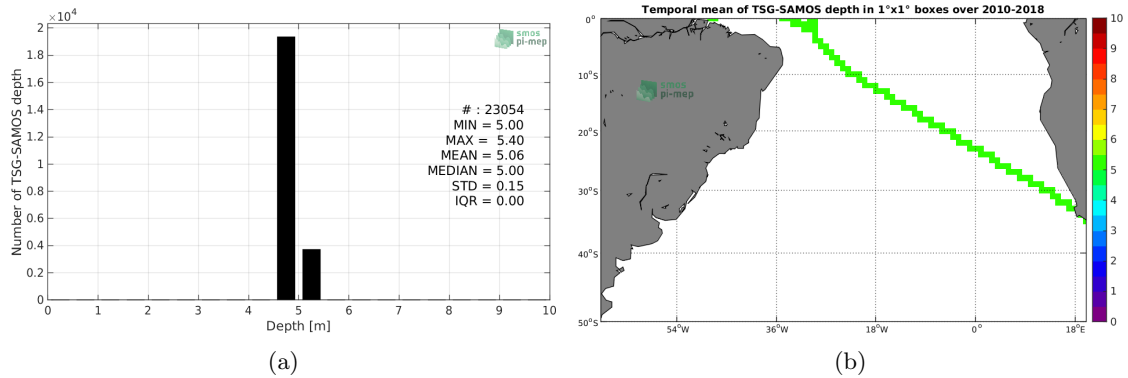 ×10⁴
2
1.8
1.6
1.4
1.2
1
0.8
0.6
0.4
0.2
0
Number of TSG-SAMOS depth
smos
pi-mep
# : 23054
MIN = 5.00
MAX = 5.40
MEAN = 5.06
MEDIAN = 5.00
STD = 0.15
IQR = 0.00
0 1 2 3 4 5 6 7 8 9 10
Depth [m]
(a)
Temporal mean of TSG-SAMOS depth in 1°x1° boxes over 2010-2018
0°
10°S
20°S
30°S
40°S
50°S
smos
pi-mep
54°W 36°W 18°W 0° 18°E
10
9
8
7
6
5
4
3
2
1
0
(b)